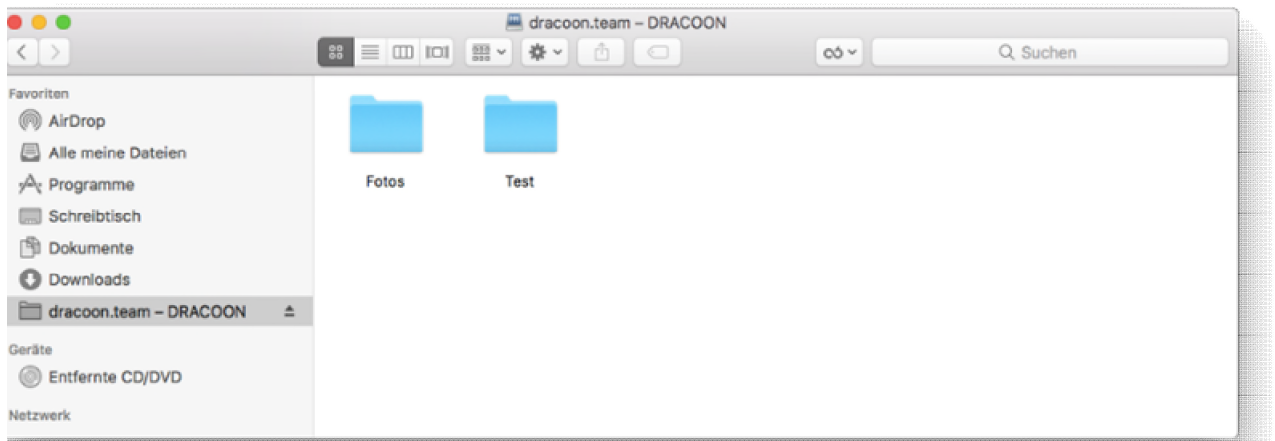 dracoon.team – DRACOON
Suchen
Favoriten
AirDrop
Alle meine Dateien
Programme
Schreibtisch
Dokumente
Downloads
dracoon.team – DRACOON
Geräte
Entfernte CD/DVD
Netzwerk
Fotos
Test